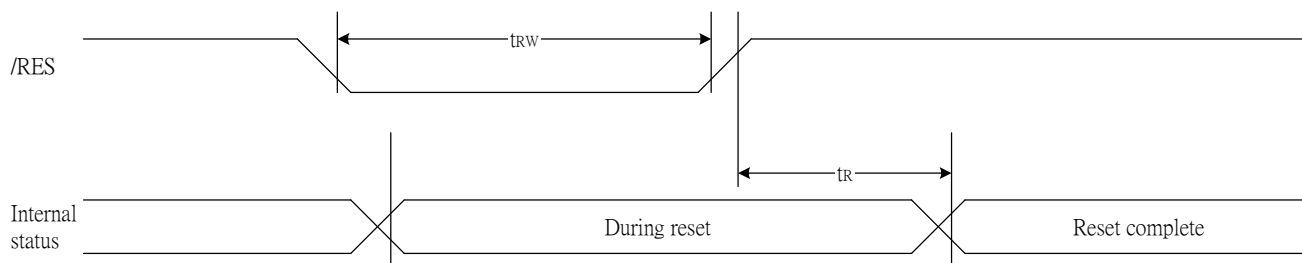 tRW
/RES
tR
Internal
status
During reset
Reset complete